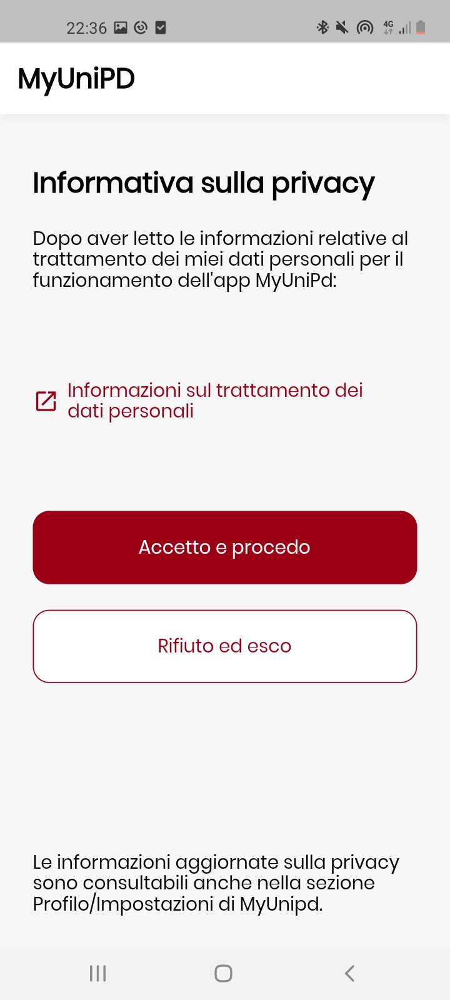 22:36
4G
MyUniPD
Informativa sulla privacy
Dopo aver letto le informazioni relative al
trattamento dei miei dati personali per il
funzionamento dell'app MyUniPd:
Informazioni sul trattamento dei
dati personali
Accetto e procedo
Rifiuto ed esco
Le informazioni aggiornate sulla privacy
sono consultabili anche nella sezione
Profilo/Impostazioni di MyUnipd.